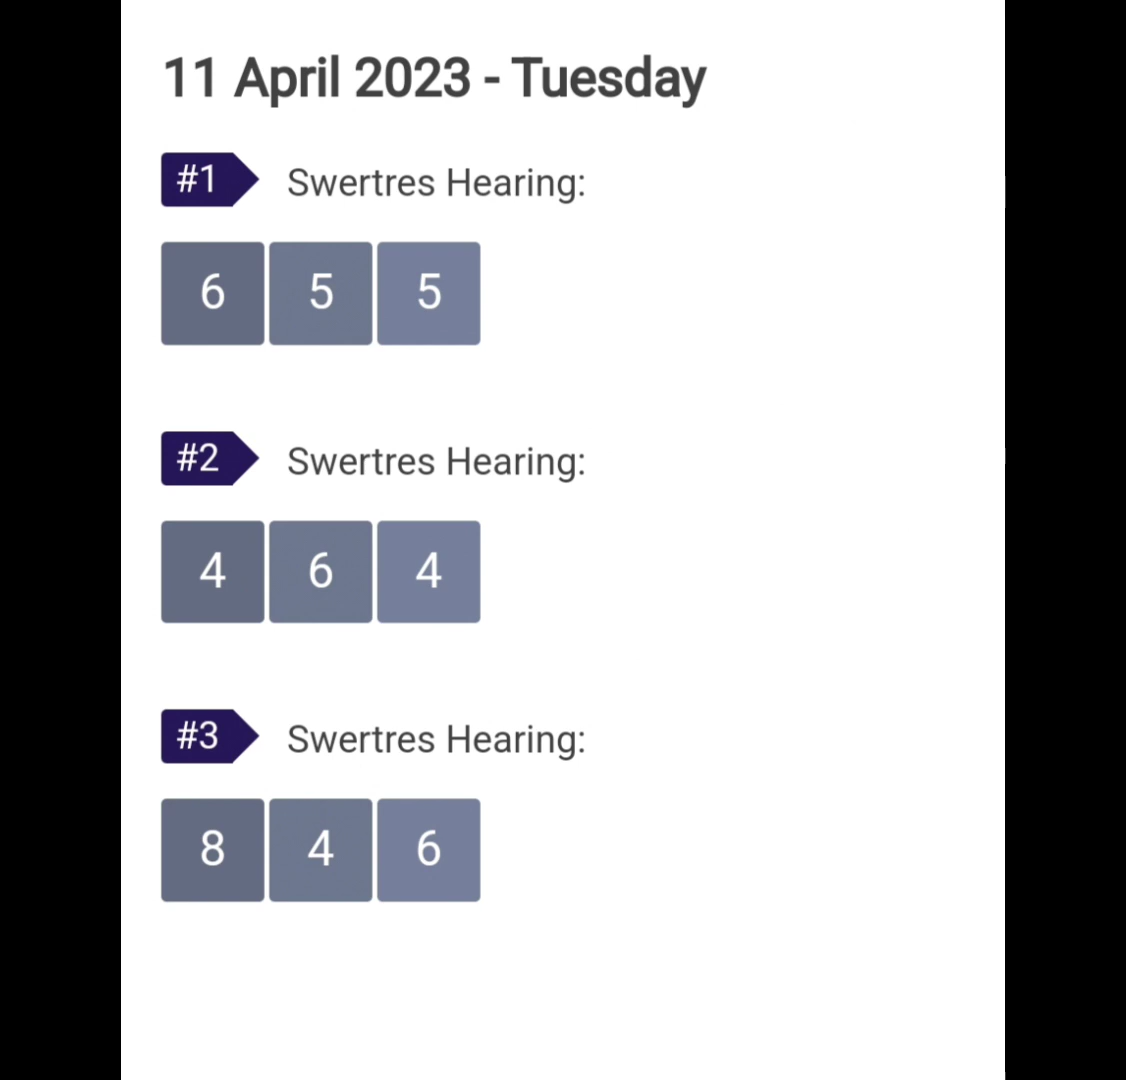 11 April 2023 - Tuesday
#1 Swertres Hearing:
6 5 5
#2 Swertres Hearing:
4 6 4
#3 Swertres Hearing:
8 4 6